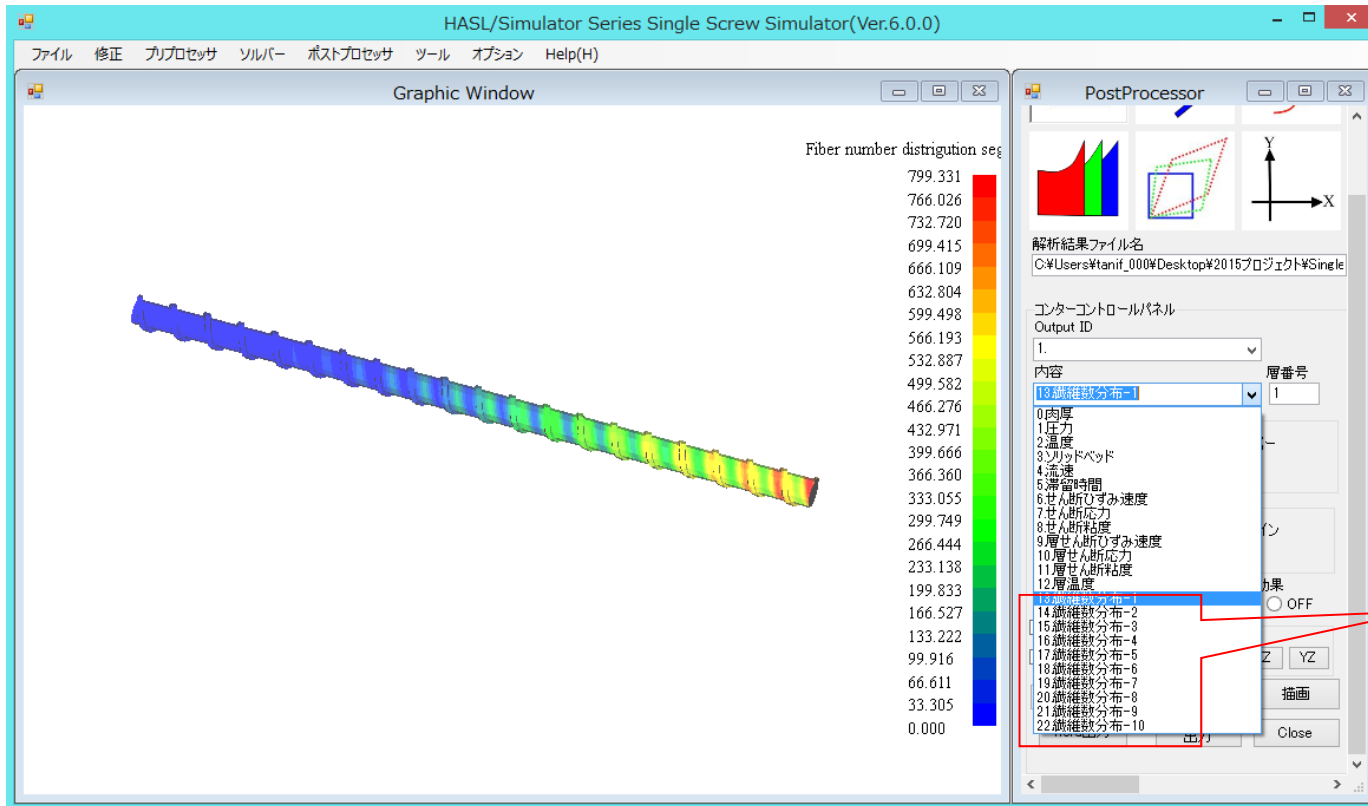 HASL/Simulator Series Single Screw Simulator(Ver.6.0.0)
ファイル 修正 プリプロセッサ ソルバー ポストプロセッサ ツール オプション Help(H)
Graphic Window
Fiber number distrigution seg
799.331
766.026
732.720
699.415
666.109
632.804
599.498
566.193
532.887
499.582
466.276
432.971
399.666
366.360
333.055
299.749
266.444
233.138
199.833
166.527
133.222
99.916
66.611
33.305
0.000
PostProcessor
Y
X
解析結果ファイル名
C:¥Users¥tanif_000¥Desktop¥2015プロジェクト¥Single
コンターコントロールパネル
Output ID
1.
内容 層番号
13.繊維数分布-1 1
0.肉厚
1.圧力
2.温度
3.ソリッドベッド
4.流速
5.滞留時間
6.せん断ひずみ速度
7.せん断応力
8.せん断粘度
9.層せん断ひずみ速度
10.層せん断応力
11.層せん断粘度
12.層温度
13.繊維数分布-1
14.繊維数分布-2
15.繊維数分布-3
16.繊維数分布-4
17.繊維数分布-5
18.繊維数分布-6
19.繊維数分布-7
20.繊維数分布-8
21.繊維数分布-9
22.繊維数分布-10
イン
効果
OFF
Z YZ
描画
出力 Close